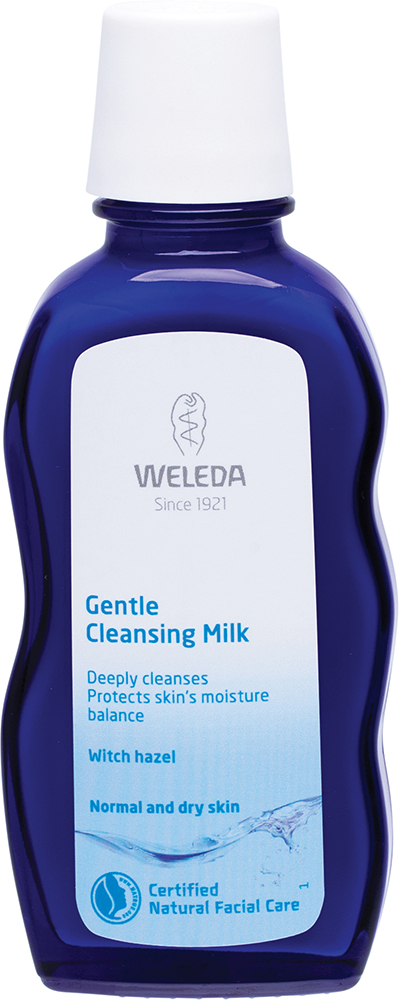 WELEDA
Since 1921
Gentle
Cleansing Milk
Deeply cleanses
Protects skin's moisture
balance
Witch hazel
Normal and dry skin
Certified
Natural Facial Care
1